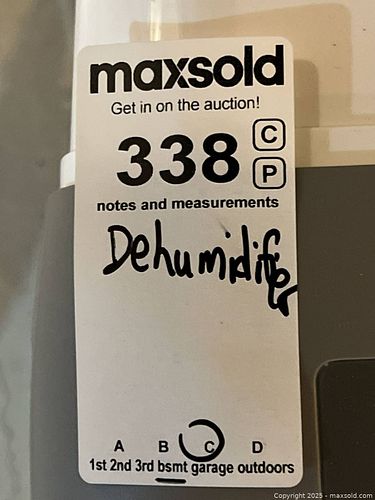 maxsold
Get in on the auction!
338 C
P
notes and measurements
Dehumidifier
A B C D
1st 2nd 3rd bsmt garage outdoors
Copyright 2025 - maxsold.com